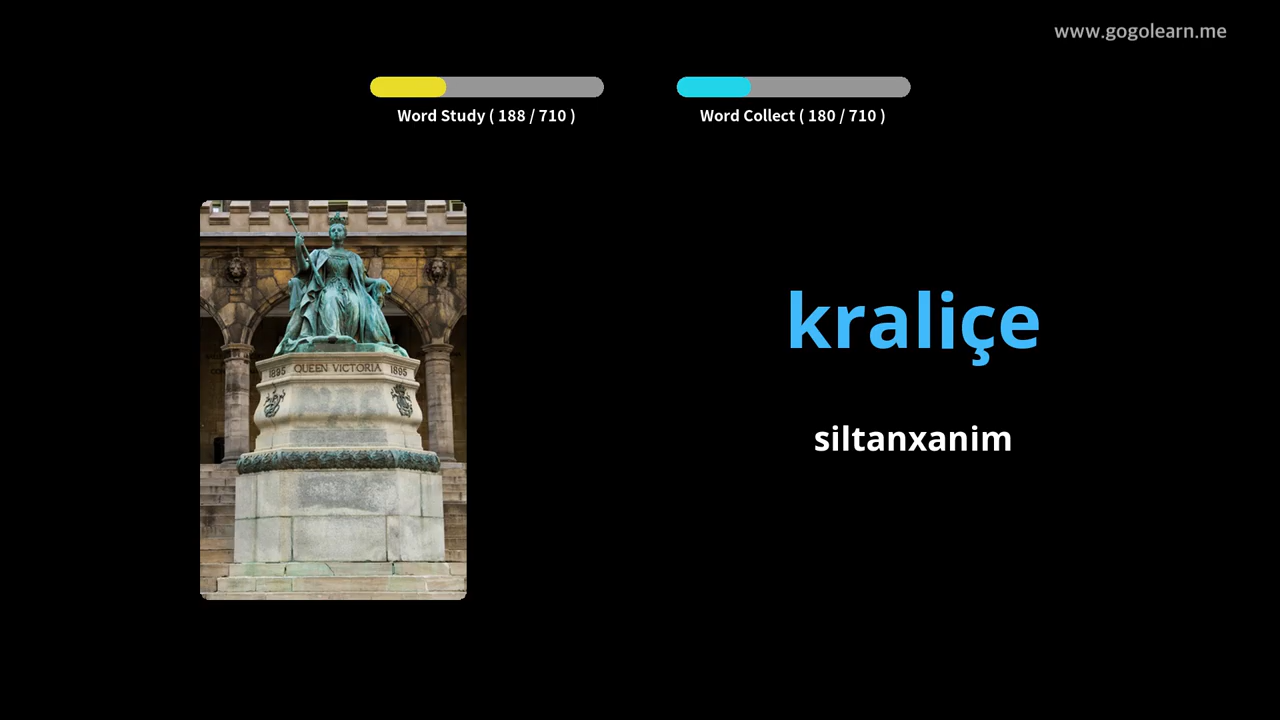 www.gogolearn.me
Word Study ( 188 / 710 )
Word Collect ( 180 / 710 )
1895 QUEEN VICTORIA 1895
kraliçe
siltanxanim